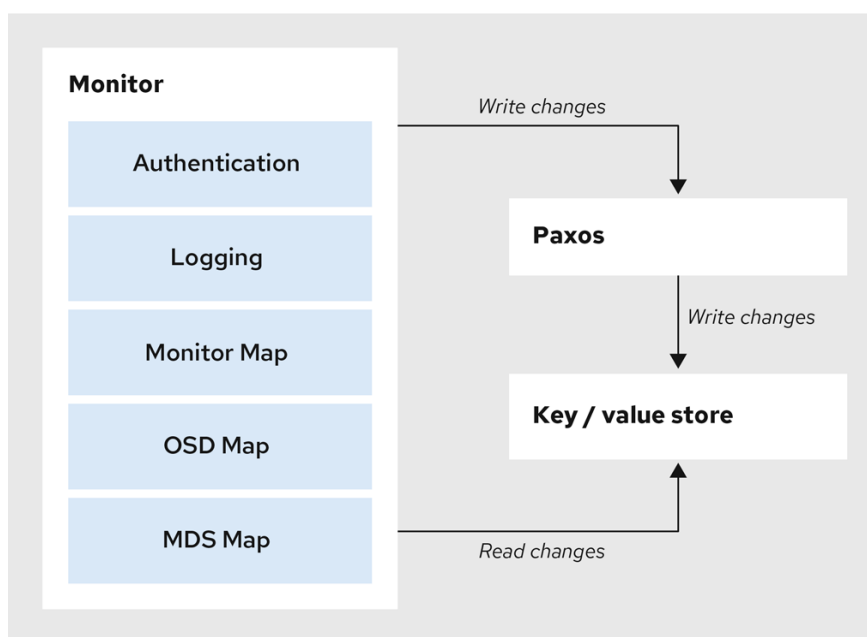 Monitor
Authentication
Logging
Monitor Map
OSD Map
MDS Map
Write changes
Paxos
Write changes
Key / value store
Read changes